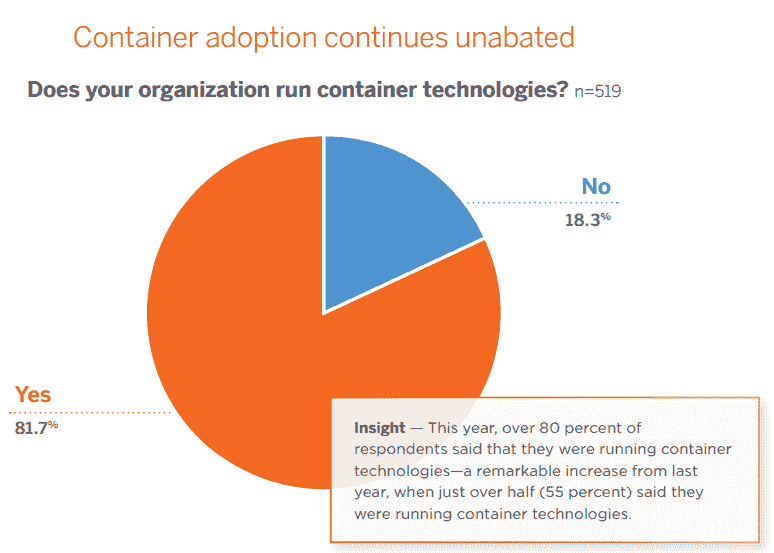 Container adoption continues unabated
Does your organization run container technologies? n=519
No
18.3%
Yes
81.7%
Insight — This year, over 80 percent of
respondents said that they were running container
technologies—a remarkable increase from last
year, when just over half (55 percent) said they
were running container technologies.